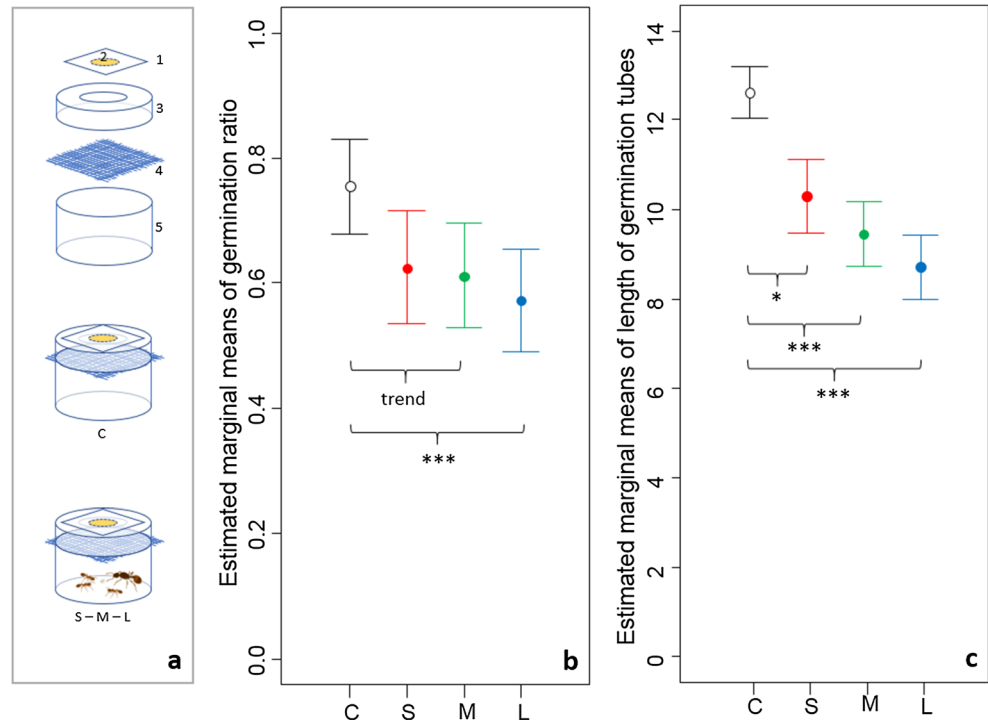 2
1
3
4
5
C
S – M – L
a
Estimated marginal means of germination ratio
1.0
0.8
0.6
0.4
0.2
0.0
trend
***
C
S
M
L
b
Estimated marginal means of length of germination tubes
14
12
10
8
6
4
2
0
*
***
***
C
S
M
L
c